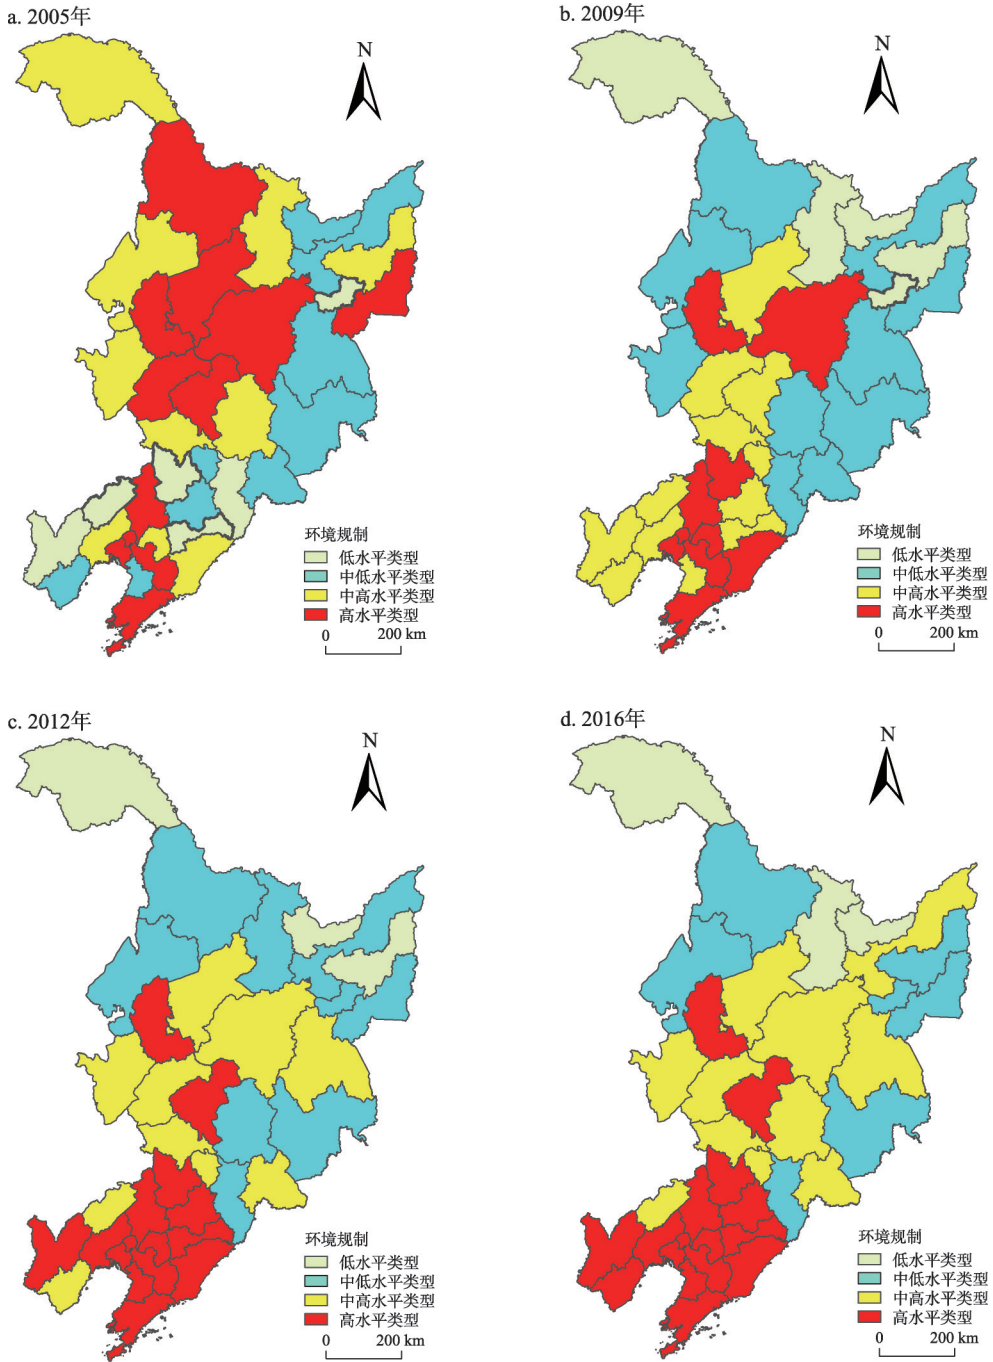 a. 2005年
N
环境规制
低水平类型
中低水平类型
中高水平类型
高水平类型
0 200 km
b. 2009年
N
环境规制
低水平类型
中低水平类型
中高水平类型
高水平类型
0 200 km
c. 2012年
N
环境规制
低水平类型
中低水平类型
中高水平类型
高水平类型
0 200 km
d. 2016年
N
环境规制
低水平类型
中低水平类型
中高水平类型
高水平类型
0 200 km